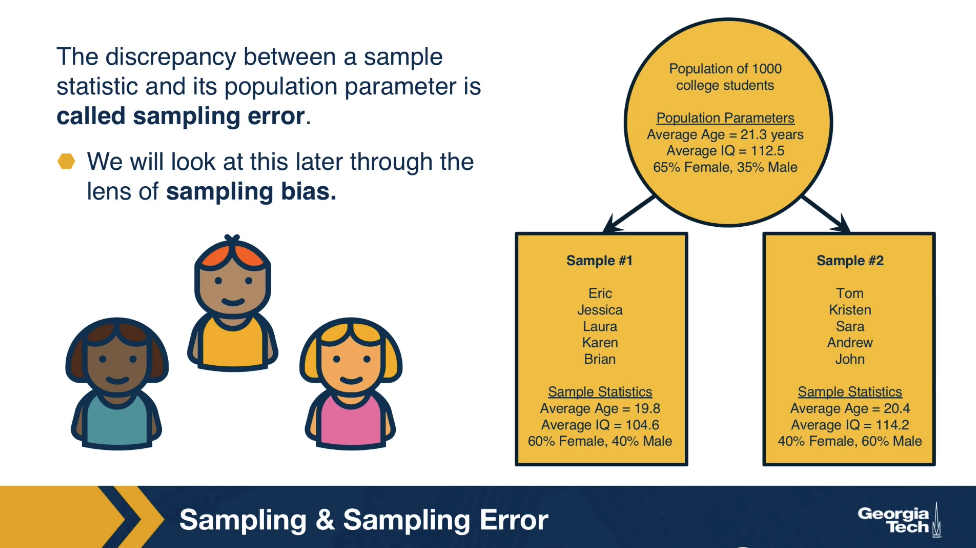 The discrepancy between a sample
statistic and its population parameter is
called sampling error.
We will look at this later through the
lens of sampling bias.
Population of 1000
college students
Population Parameters
Average Age = 21.3 years
Average IQ = 112.5
65% Female, 35% Male
Sample #1
Eric
Jessica
Laura
Karen
Brian
Sample Statistics
Average Age = 19.8
Average IQ = 104.6
60% Female, 40% Male
Sample #2
Tom
Kristen
Sara
Andrew
John
Sample Statistics
Average Age = 20.4
Average IQ = 114.2
40% Female, 60% Male
Sampling & Sampling Error
Georgia
Tech